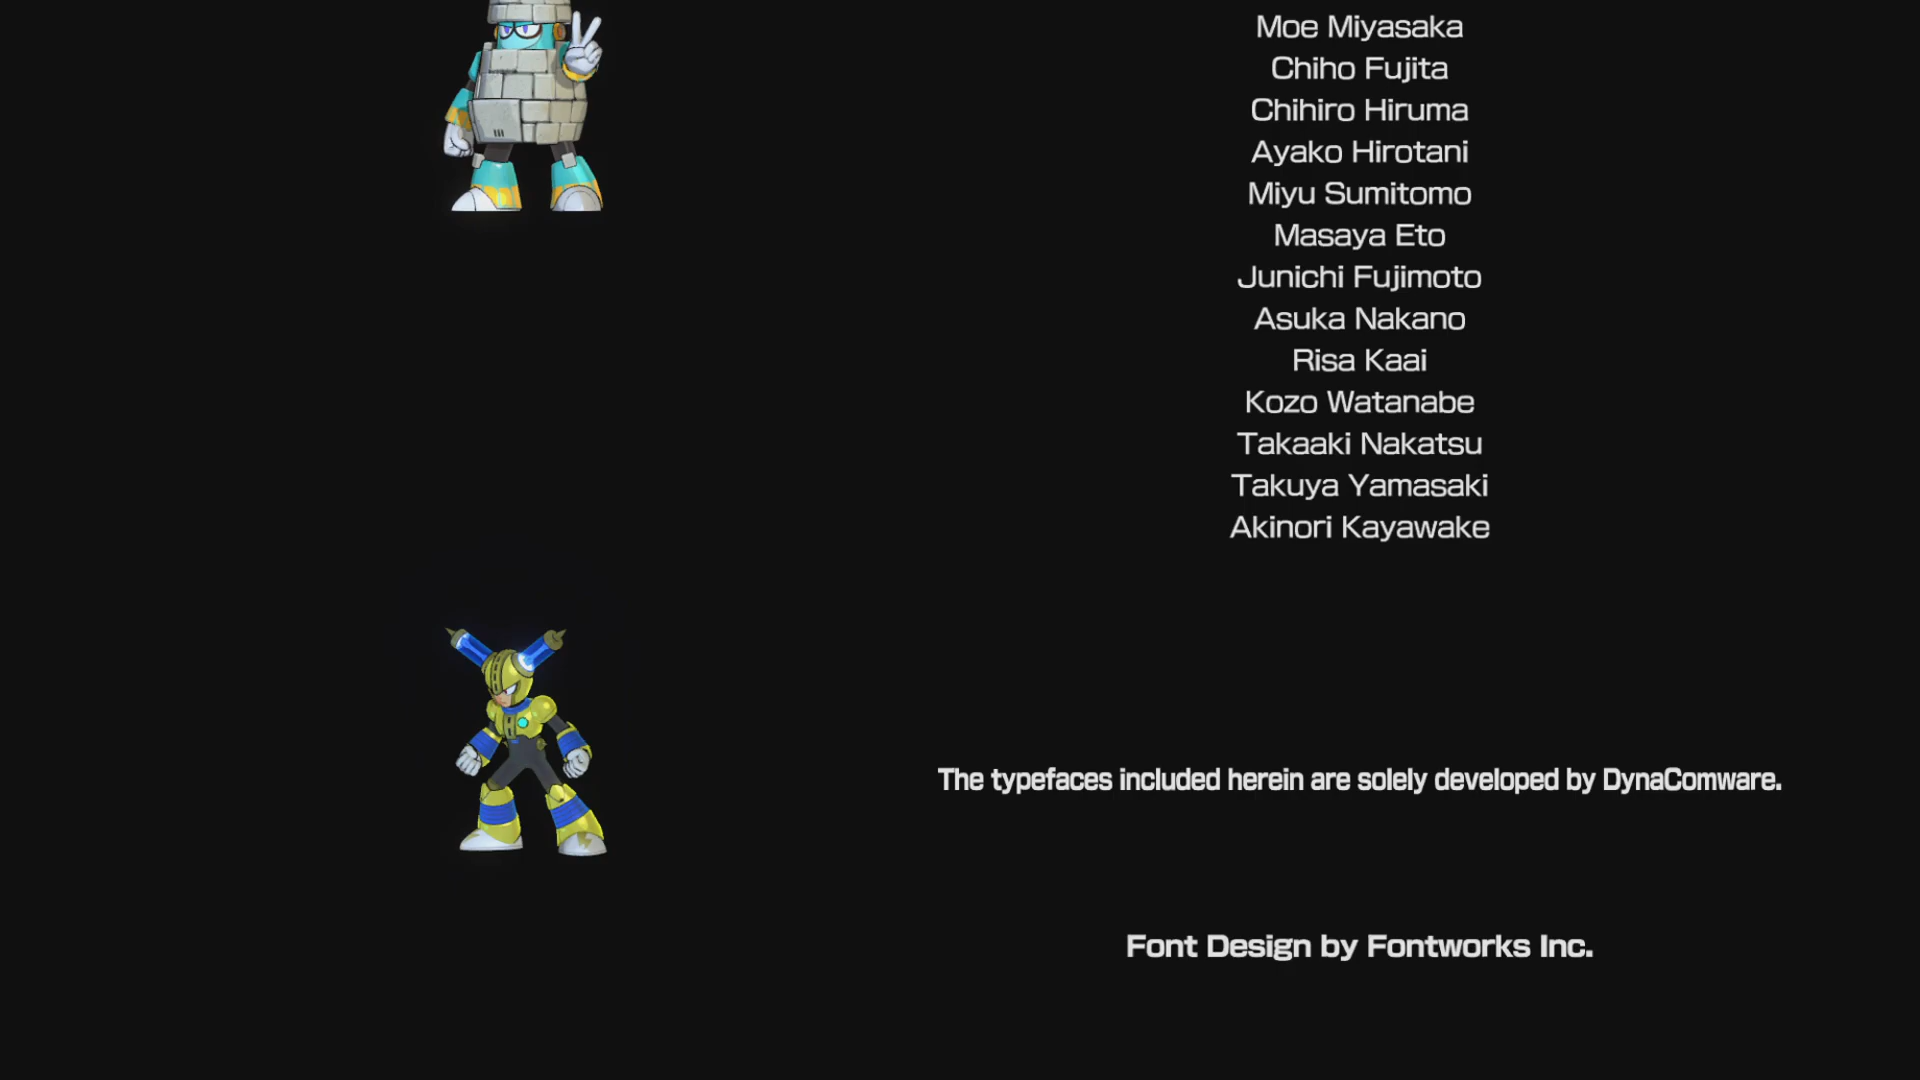 Moe Miyasaka
Chiho Fujita
Chihiro Hiruma
Ayako Hirotani
Miyu Sumitomo
Masaya Eto
Junichi Fujimoto
Asuka Nakano
Risa Kaai
Kozo Watanabe
Takaaki Nakatsu
Takuya Yamasaki
Akinori Kayawake
The typefaces included herein are solely developed by DynaComware.
Font Design by Fontworks Inc.